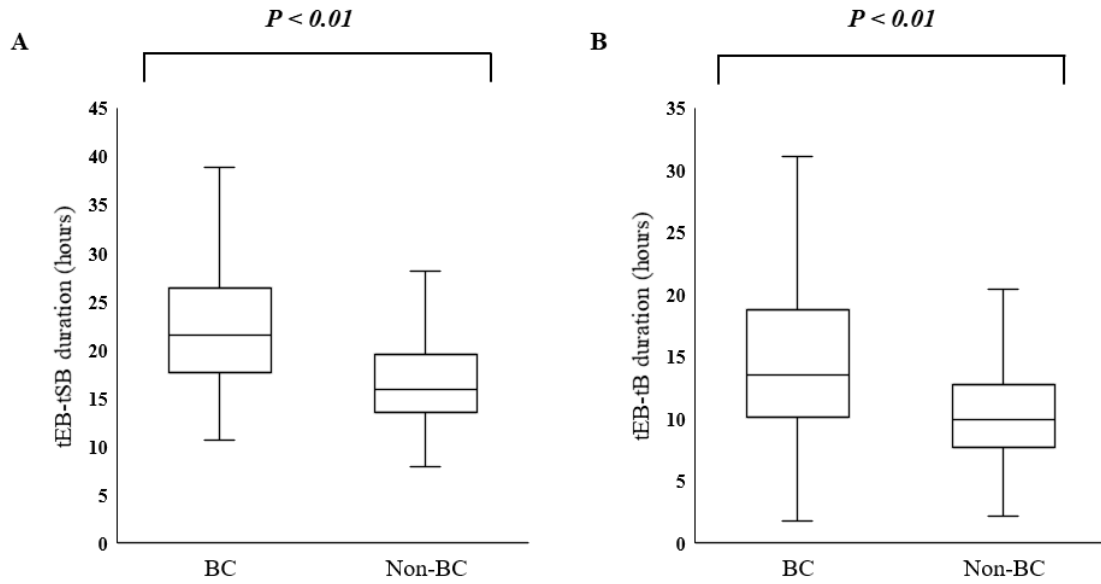 A
P < 0.01
tEB-tSB duration (hours)
45
40
35
30
25
20
15
10
5
0
BC Non-BC
B
P < 0.01
tEB-tB duration (hours)
35
30
25
20
15
10
5
0
BC Non-BC